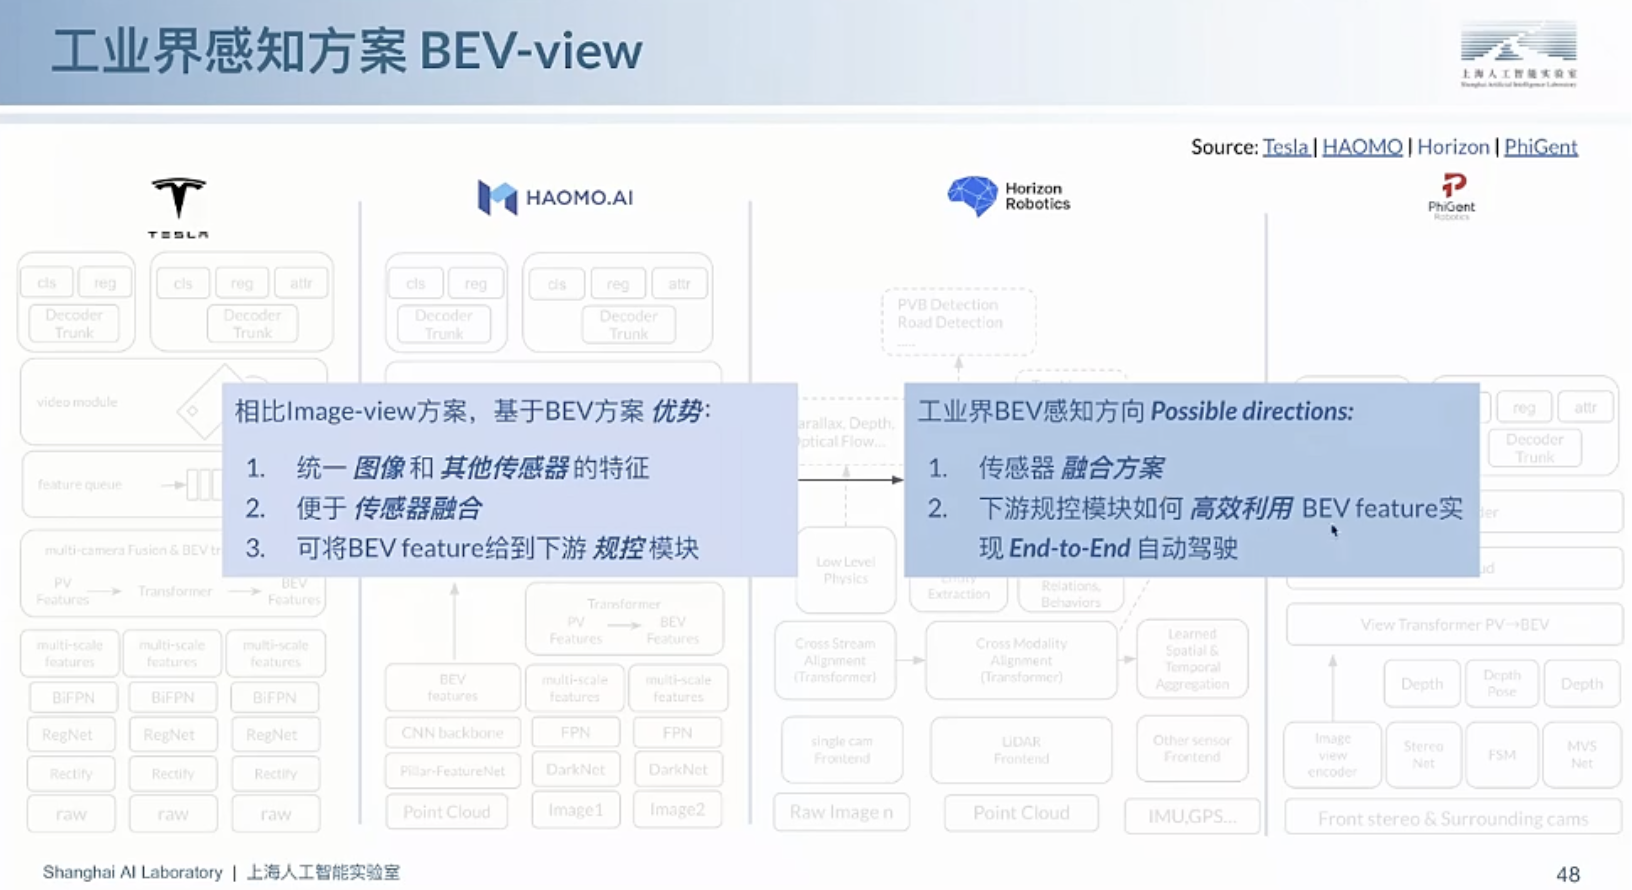 工业界感知方案 BEV-view
上海人工智能实验室
Shanghai Artificial Intelligence Laboratory
Source: Tesla | HAOMO | Horizon | PhiGent
TESLA
HAOMO.AI
Horizon
Robotics
PhiGent
Robotics
cls reg
Decoder
Trunk
cls reg attr
Decoder
Trunk
video module
feature queue
multi-camera Fusion & BEV tr
PV
Features
Transformer
BEV
Features
multi-scale
features
multi-scale
features
multi-scale
features
BiFPN BiFPN BiFPN
RegNet RegNet RegNet
Rectify Rectify Rectify
raw raw raw
cls reg
Decoder
Trunk
cls reg attr
Decoder
Trunk
Transformer
PV
Features
BEV
Features
BEV
features
multi-scale
features
multi-scale
features
CNN backbone FPN FPN
Pillar-FeatureNet DarkNet DarkNet
Point Cloud Image1 Image2
相比Image-view方案，基于BEV方案 优势：
1. 统一 图像 和 其他传感器 的特征
2. 便于 传感器融合
3. 可将BEV feature给到下游 规控 模块
PVB Detection
Road Detection
.....
arallax, Depth,
ptical Flow...
Low Level
Physics
Entity
Extraction
Relations,
Behaviors
Cross Stream
Alignment
(Transformer)
Cross Modality
Alignment
(Transformer)
Learned
Spatial &
Temporal
Aggregation
single cam
Frontend
LiDAR
Frontend
Other sensor
Frontend
Raw Image n Point Cloud IMU,GPS...
工业界BEV感知方向 Possible directions:
1. 传感器 融合方案
2. 下游规控模块如何 高效利用 BEV feature实
现 End-to-End 自动驾驶
reg attr
Decoder
Trunk
View Transformer PV→BEV
Depth
Depth
Pose
Depth
Image
view
encoder
Stereo
Net
FSM
MVS
Net
Front stereo & Surrounding cams
Shanghai AI Laboratory | 上海人工智能实验室
48